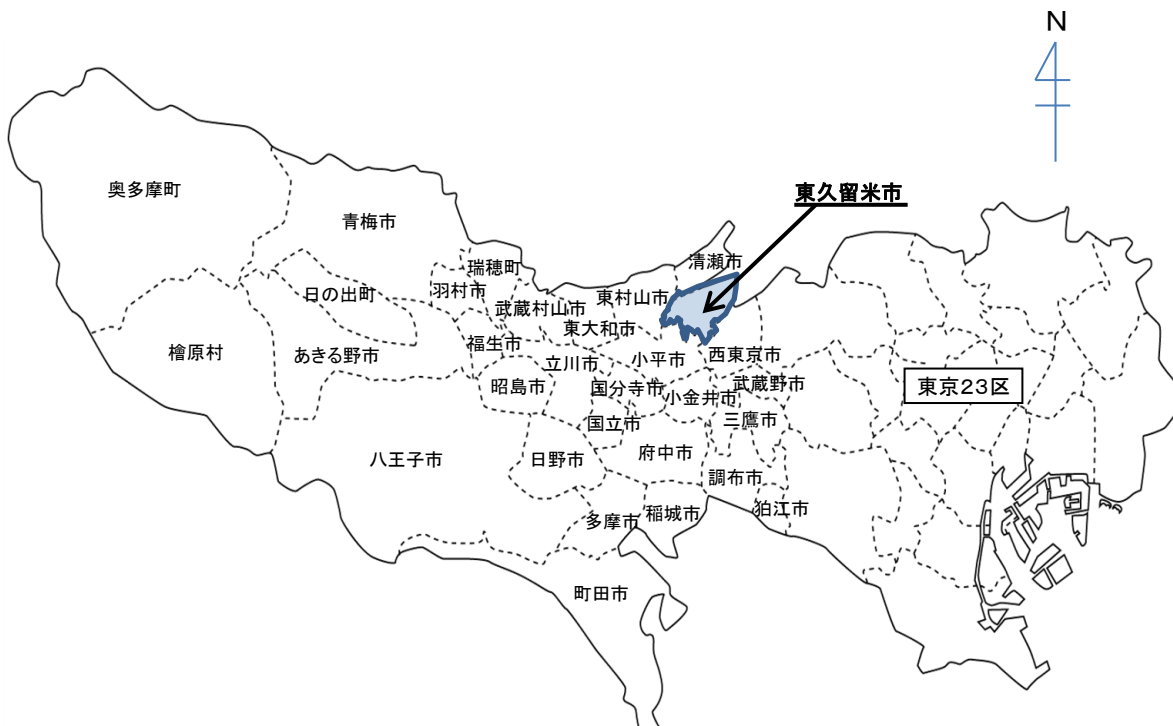 N
東久留米市
奥多摩町
青梅市
清瀬市
瑞穂町
羽村市
日の出町
東村山市
武蔵村山市
東大和市
福生市
檜原村
あきる野市
立川市
小平市
西東京市
昭島市
国分寺市
小金井市
武蔵野市
東京23区
国立市
三鷹市
八王子市
日野市
府中市
調布市
多摩市
稲城市
狛江市
町田市